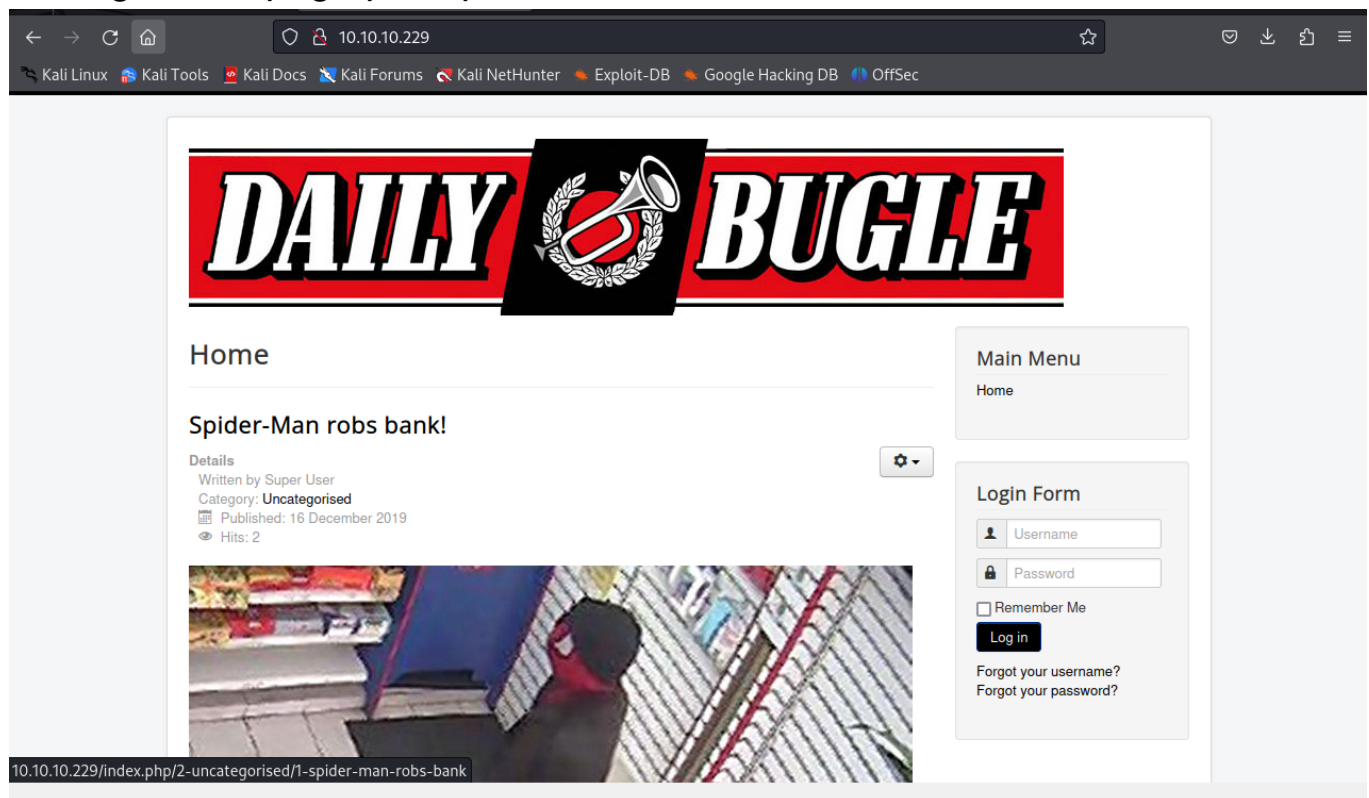 10.10.10.229
Kali Linux Kali Tools Kali Docs Kali Forums Kali NetHunter Exploit-DB Google Hacking DB OffSec
DAILY BUGLE
Home
Spider-Man robs bank!
Details
Written by Super User
Category: Uncategorised
Published: 16 December 2019
Hits: 2
Main Menu
Home
Login Form
Username
Password
Remember Me
Log in
Forgot your username?
Forgot your password?
10.10.10.229/index.php/2-uncategorised/1-spider-man-robs-bank